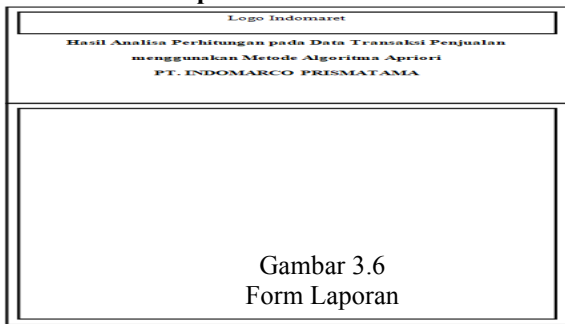 Logo Indomaret
Hasil Analisa Perhitungan pada Data Transaksi Penjualan
menggunakan Metode Algoritma Apriori
PT. INDOMARCO PRISMATAMA
Gambar 3.6
Form Laporan